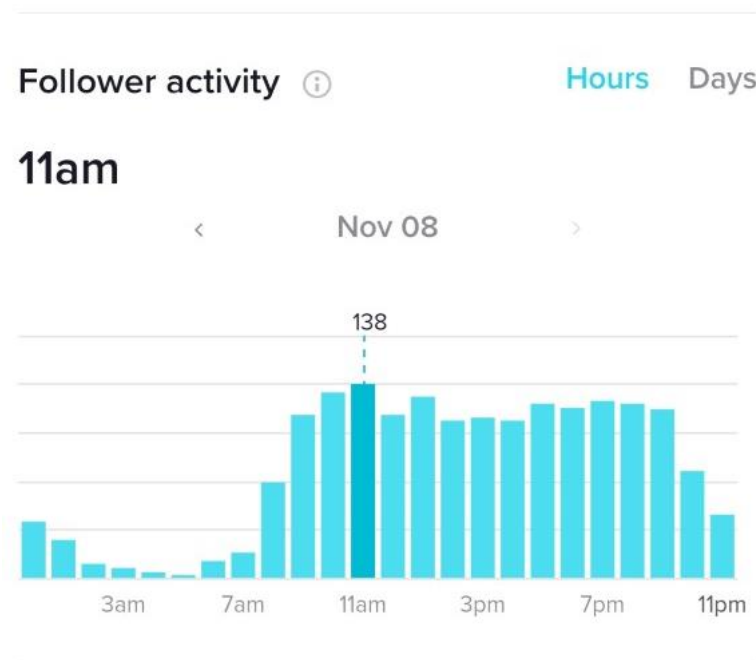 Follower activity
Hours Days
11am
< Nov 08 >
138
3am 7am 11am 3pm 7pm 11pm